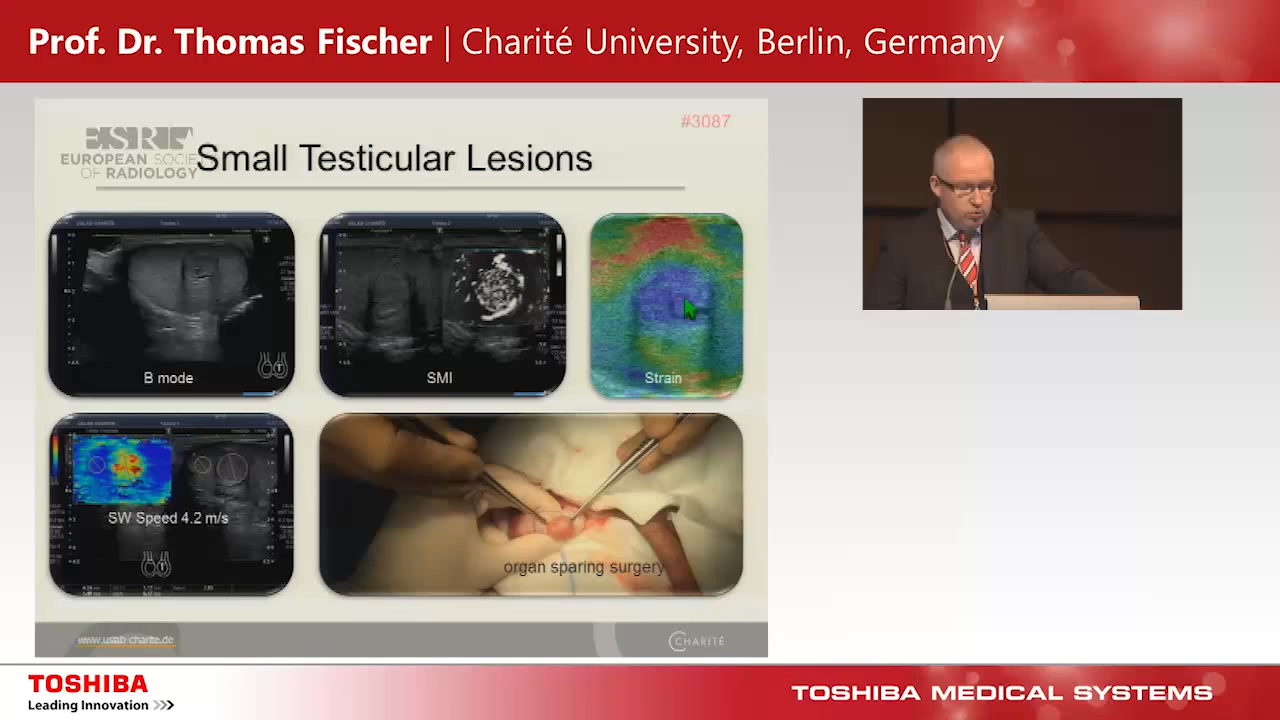 Prof. Dr. Thomas Fischer | Charité University, Berlin, Germany
#3087
EUROPEAN SOCIE
OF RADIOLOGY
Small Testicular Lesions
B mode
SMI
Strain
SW Speed 4.2 m/s
organ sparing surgery
www.uslab-charite.de
CHARITÉ
TOSHIBA
Leading Innovation >>>
TOSHIBA MEDICAL SYSTEMS